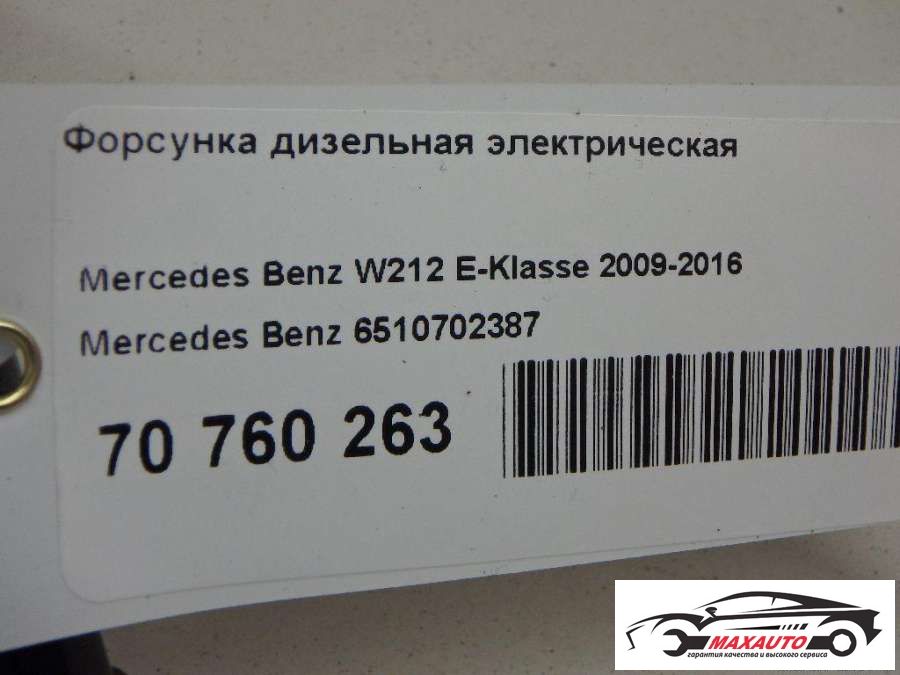 Форсунка дизельная электрическая
Mercedes Benz W212 E-Klasse 2009-2016
Mercedes Benz 6510702387
70 760 263
MAXAUTO
гарантия качества и высокого сервиса